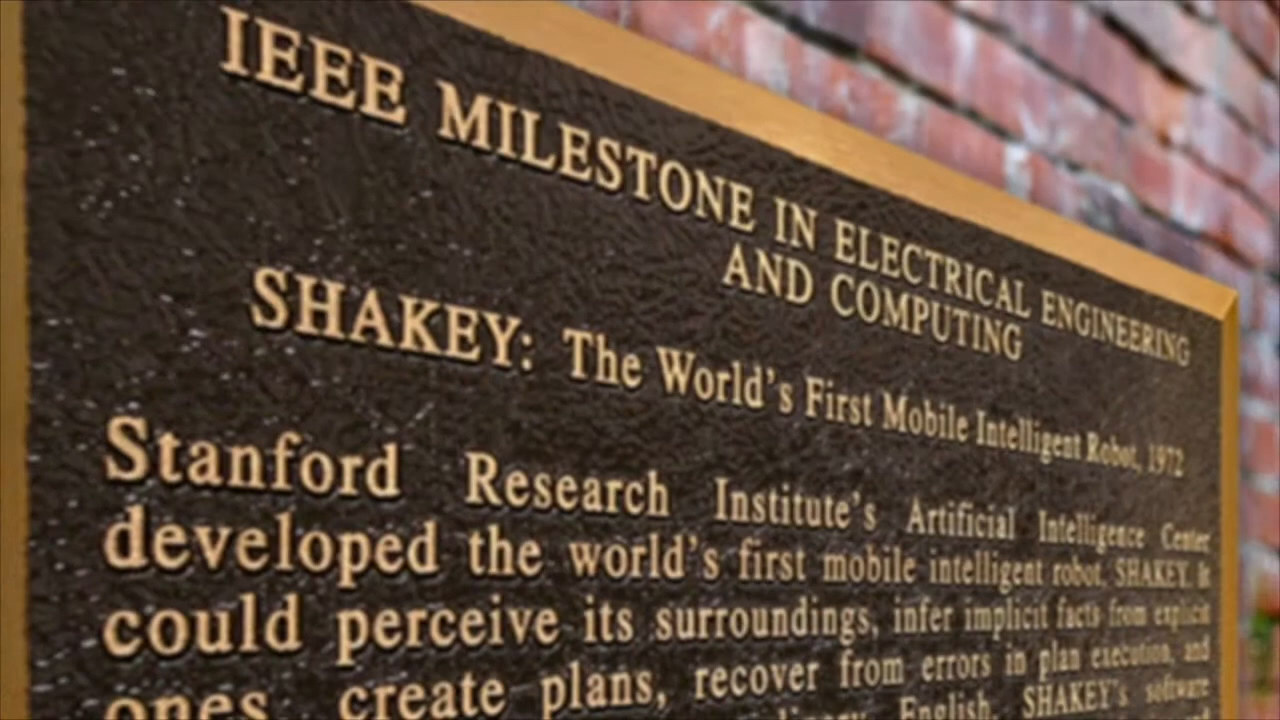 IEEE MILESTONE IN ELECTRICAL ENGINEERING
AND COMPUTING
SHAKEY: The World's First Mobile Intelligent Robot, 1972
Stanford Research Institute's Artificial Intelligence Center
developed the world's first mobile intelligent robot, SHAKEY. It
could perceive its surroundings, infer implicit facts from explicit
ones, create plans, recover from errors in plan execution, and
English. SHAKEY's software